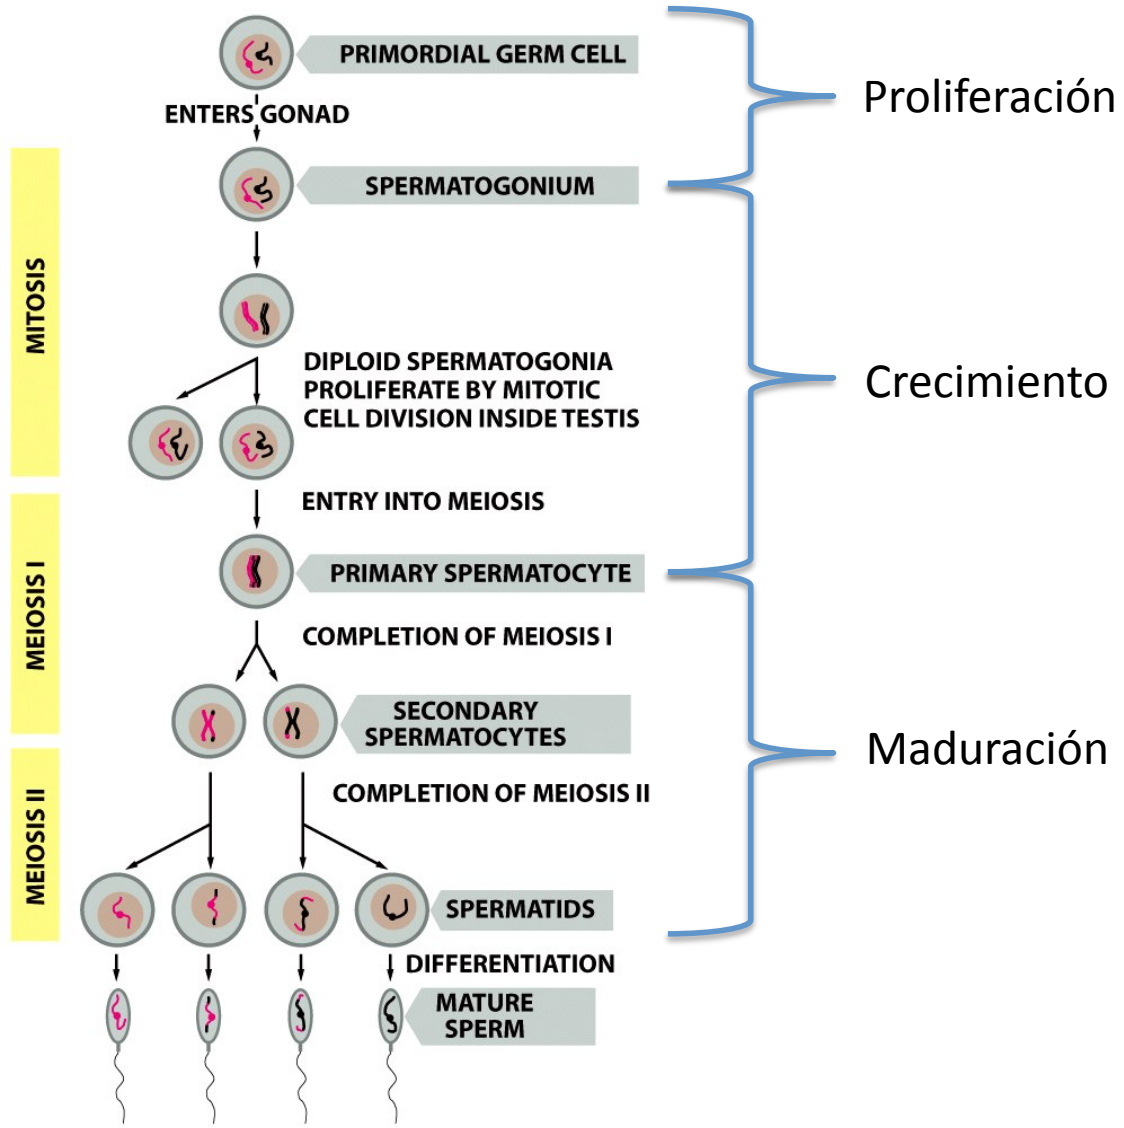 PRIMORDIAL GERM CELL
Proliferación
ENTERS GONAD
SPERMATOGONIUM
MITOSIS
DIPLOID SPERMATOGONIA
PROLIFERATE BY MITOTIC
CELL DIVISION INSIDE TESTIS
Crecimiento
ENTRY INTO MEIOSIS
MEIOSIS I
PRIMARY SPERMATOCYTE
COMPLETION OF MEIOSIS I
SECONDARY
SPERMATOCYTES
Maduración
COMPLETION OF MEIOSIS II
MEIOSIS II
SPERMATIDS
DIFFERENTIATION
MATURE
SPERM